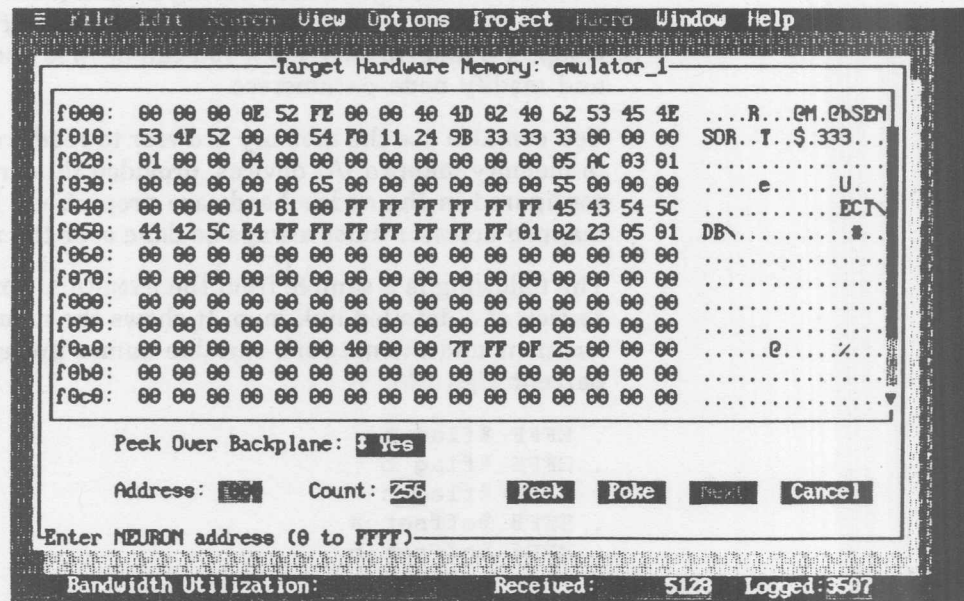 ≡ File Edit Search View Options Project Macro Window Help
Target Hardware Memory: emulator_1
f000: 00 00 00 0E 52 FE 00 00 40 4D 02 40 62 53 45 4E ....R...@M.@bSEN
f010: 53 4F 52 00 00 54 F0 11 24 9B 33 33 33 00 00 00 SOR..T..$.333...
f020: 01 00 00 04 00 00 00 00 00 00 00 00 05 AC 03 01 ................
f030: 00 00 00 00 00 65 00 00 00 00 00 00 55 00 00 00 .....e......U...
f040: 00 00 00 01 81 00 FF FF FF FF FF FF 45 43 54 5C ............ECT\
f050: 44 42 5C E4 FF FF FF FF FF FF FF 01 02 23 05 01 DB\..........#..
f060: 00 00 00 00 00 00 00 00 00 00 00 00 00 00 00 00 ................
f070: 00 00 00 00 00 00 00 00 00 00 00 00 00 00 00 00 ................
f080: 00 00 00 00 00 00 00 00 00 00 00 00 00 00 00 00 ................
f090: 00 00 00 00 00 00 00 00 00 00 00 00 00 00 00 00 ................
f0a0: 00 00 00 00 00 00 40 00 00 7F FF 0F 25 00 00 00 ......@.....%...
f0b0: 00 00 00 00 00 00 00 00 00 00 00 00 00 00 00 00 ................
f0c0: 00 00 00 00 00 00 00 00 00 00 00 00 00 00 00 00 ................
Peek Over Backplane: ↕ Yes
Address: Count: 256 Peek Poke Next Cancel
Enter NEURON address (0 to FFFF)
Bandwidth Utilization: Received: 5128 Logged: 3507